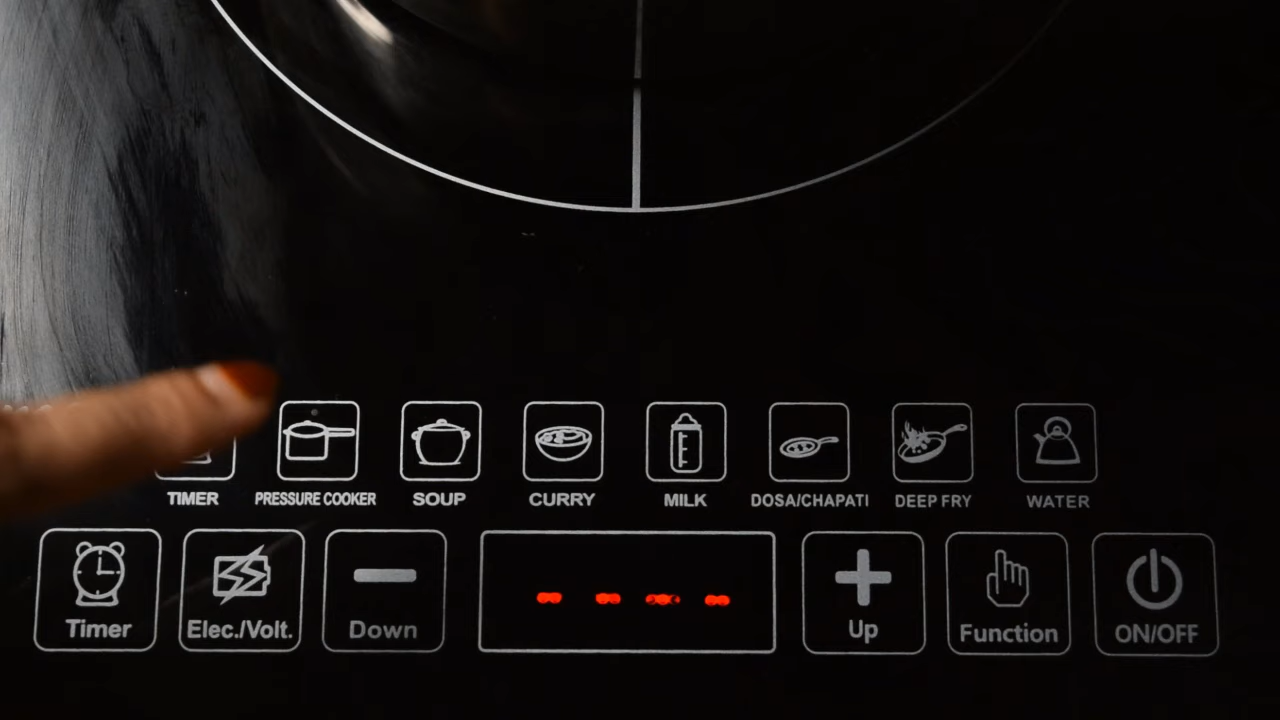 TIMER PRESSURE COOKER SOUP CURRY MILK DOSA/CHAPATI DEEP FRY WATER
Timer Elec./Volt. Down - - - - Up Function ON/OFF